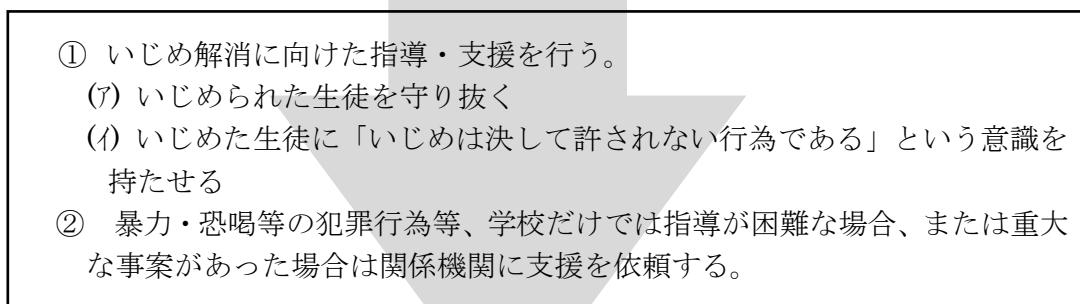 ① いじめ解消に向けた指導・支援を行う。
(ｱ) いじめられた生徒を守り抜く
(ｲ) いじめた生徒に「いじめは決して許されない行為である」という意識を
持たせる
② 暴力・恐喝等の犯罪行為等、学校だけでは指導が困難な場合、または重大
な事案があった場合は関係機関に支援を依頼する。